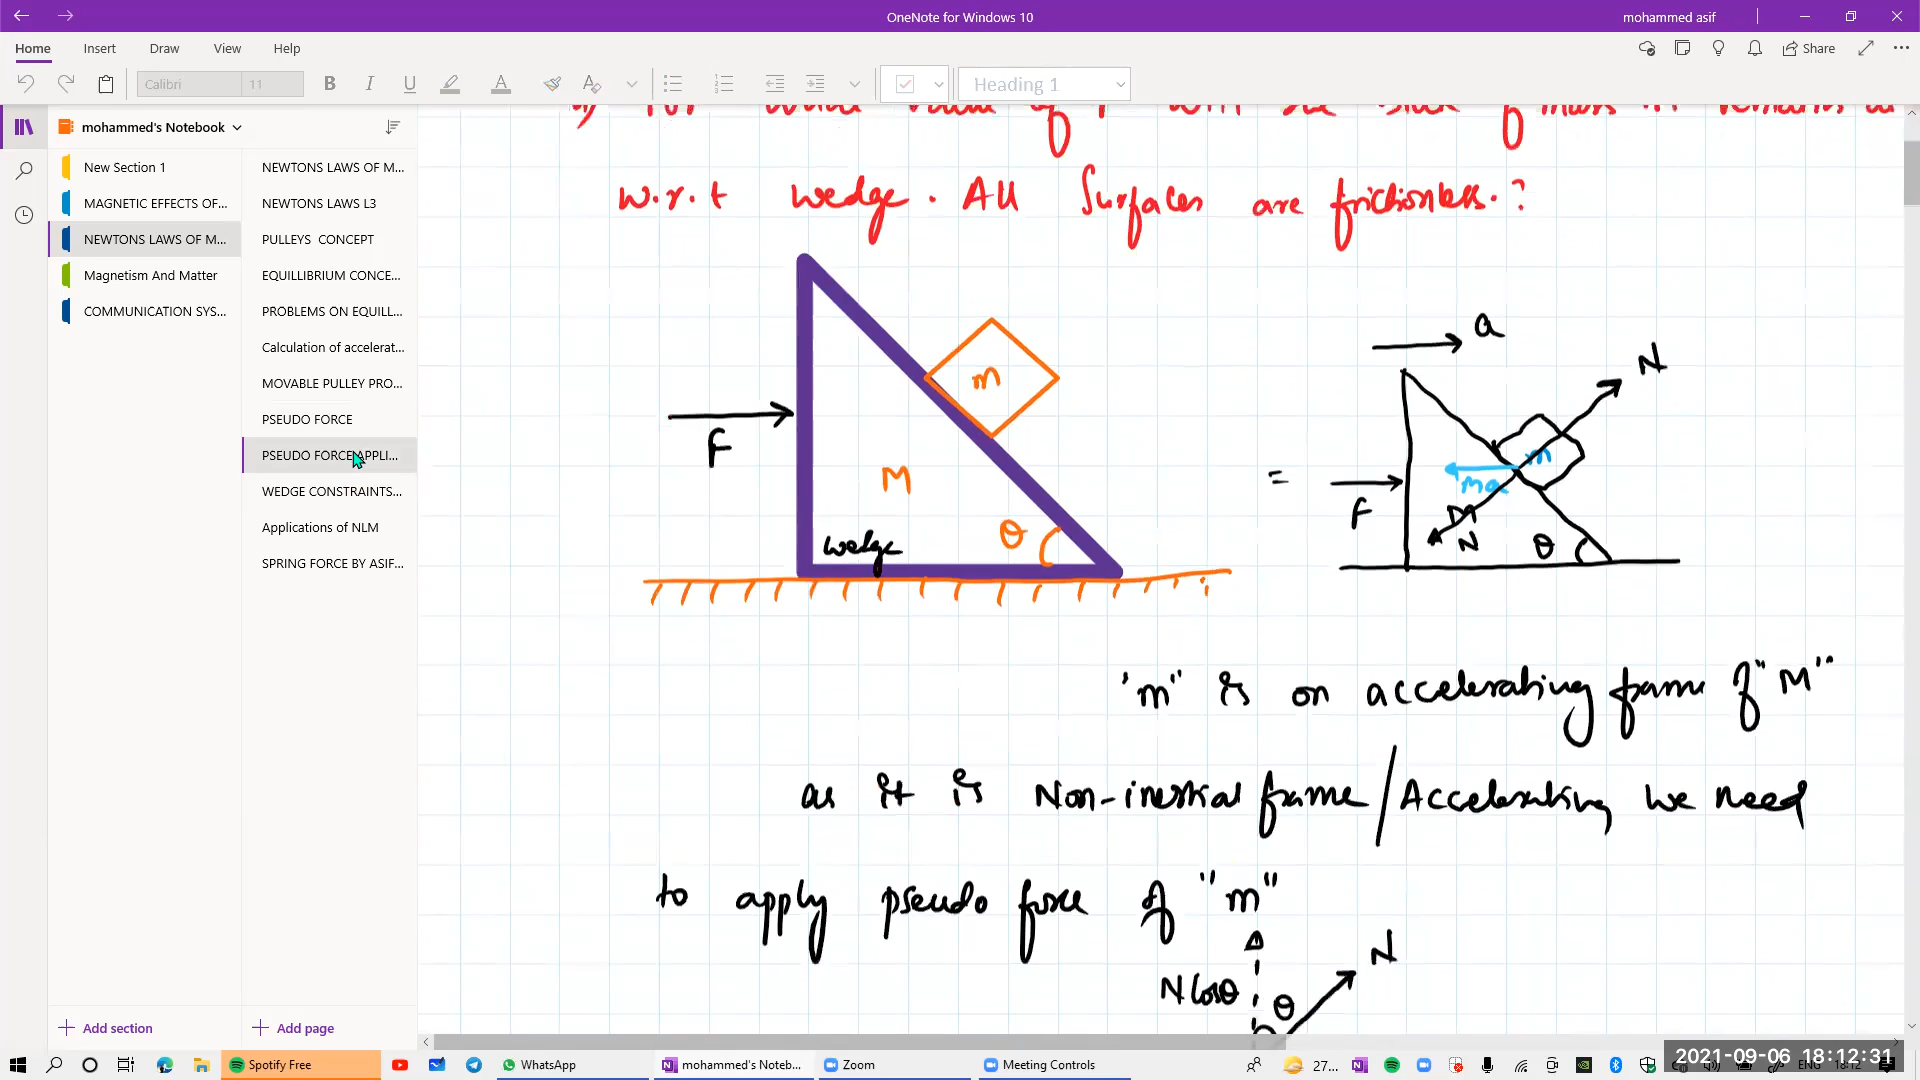 OneNote for Windows 10
mohammed asif
Home Insert Draw View Help
Share
Calibri 11
B I U A
Heading 1
mohammed's Notebook
New Section 1
MAGNETIC EFFECTS OF...
NEWTONS LAWS OF M...
Magnetism And Matter
COMMUNICATION SYS...
NEWTONS LAWS OF M...
NEWTONS LAWS L3
PULLEYS CONCEPT
EQUILLIBRIUM CONCE...
PROBLEMS ON EQUILL...
Calculation of accelerat...
MOVABLE PULLEY PRO...
PSEUDO FORCE
PSEUDO FORCE APPLI...
WEDGE CONSTRAINTS...
Applications of NLM
SPRING FORCE BY ASIF...
Add section
Add page
w.r.t wedge. All Surfaces are frictionless.?
F
m
M
wedge
θ
=
a
N
F
m
ma
M
N
θ
"m" is on accelerating frame of "M"
as it is Non-inertial frame/Accelerating we need
to apply pseudo force of "m"
N cosθ
θ
N
Spotify Free
WhatsApp
mohammed's Noteb...
Zoom
Meeting Controls
27...
2021-09-06 18:12:31